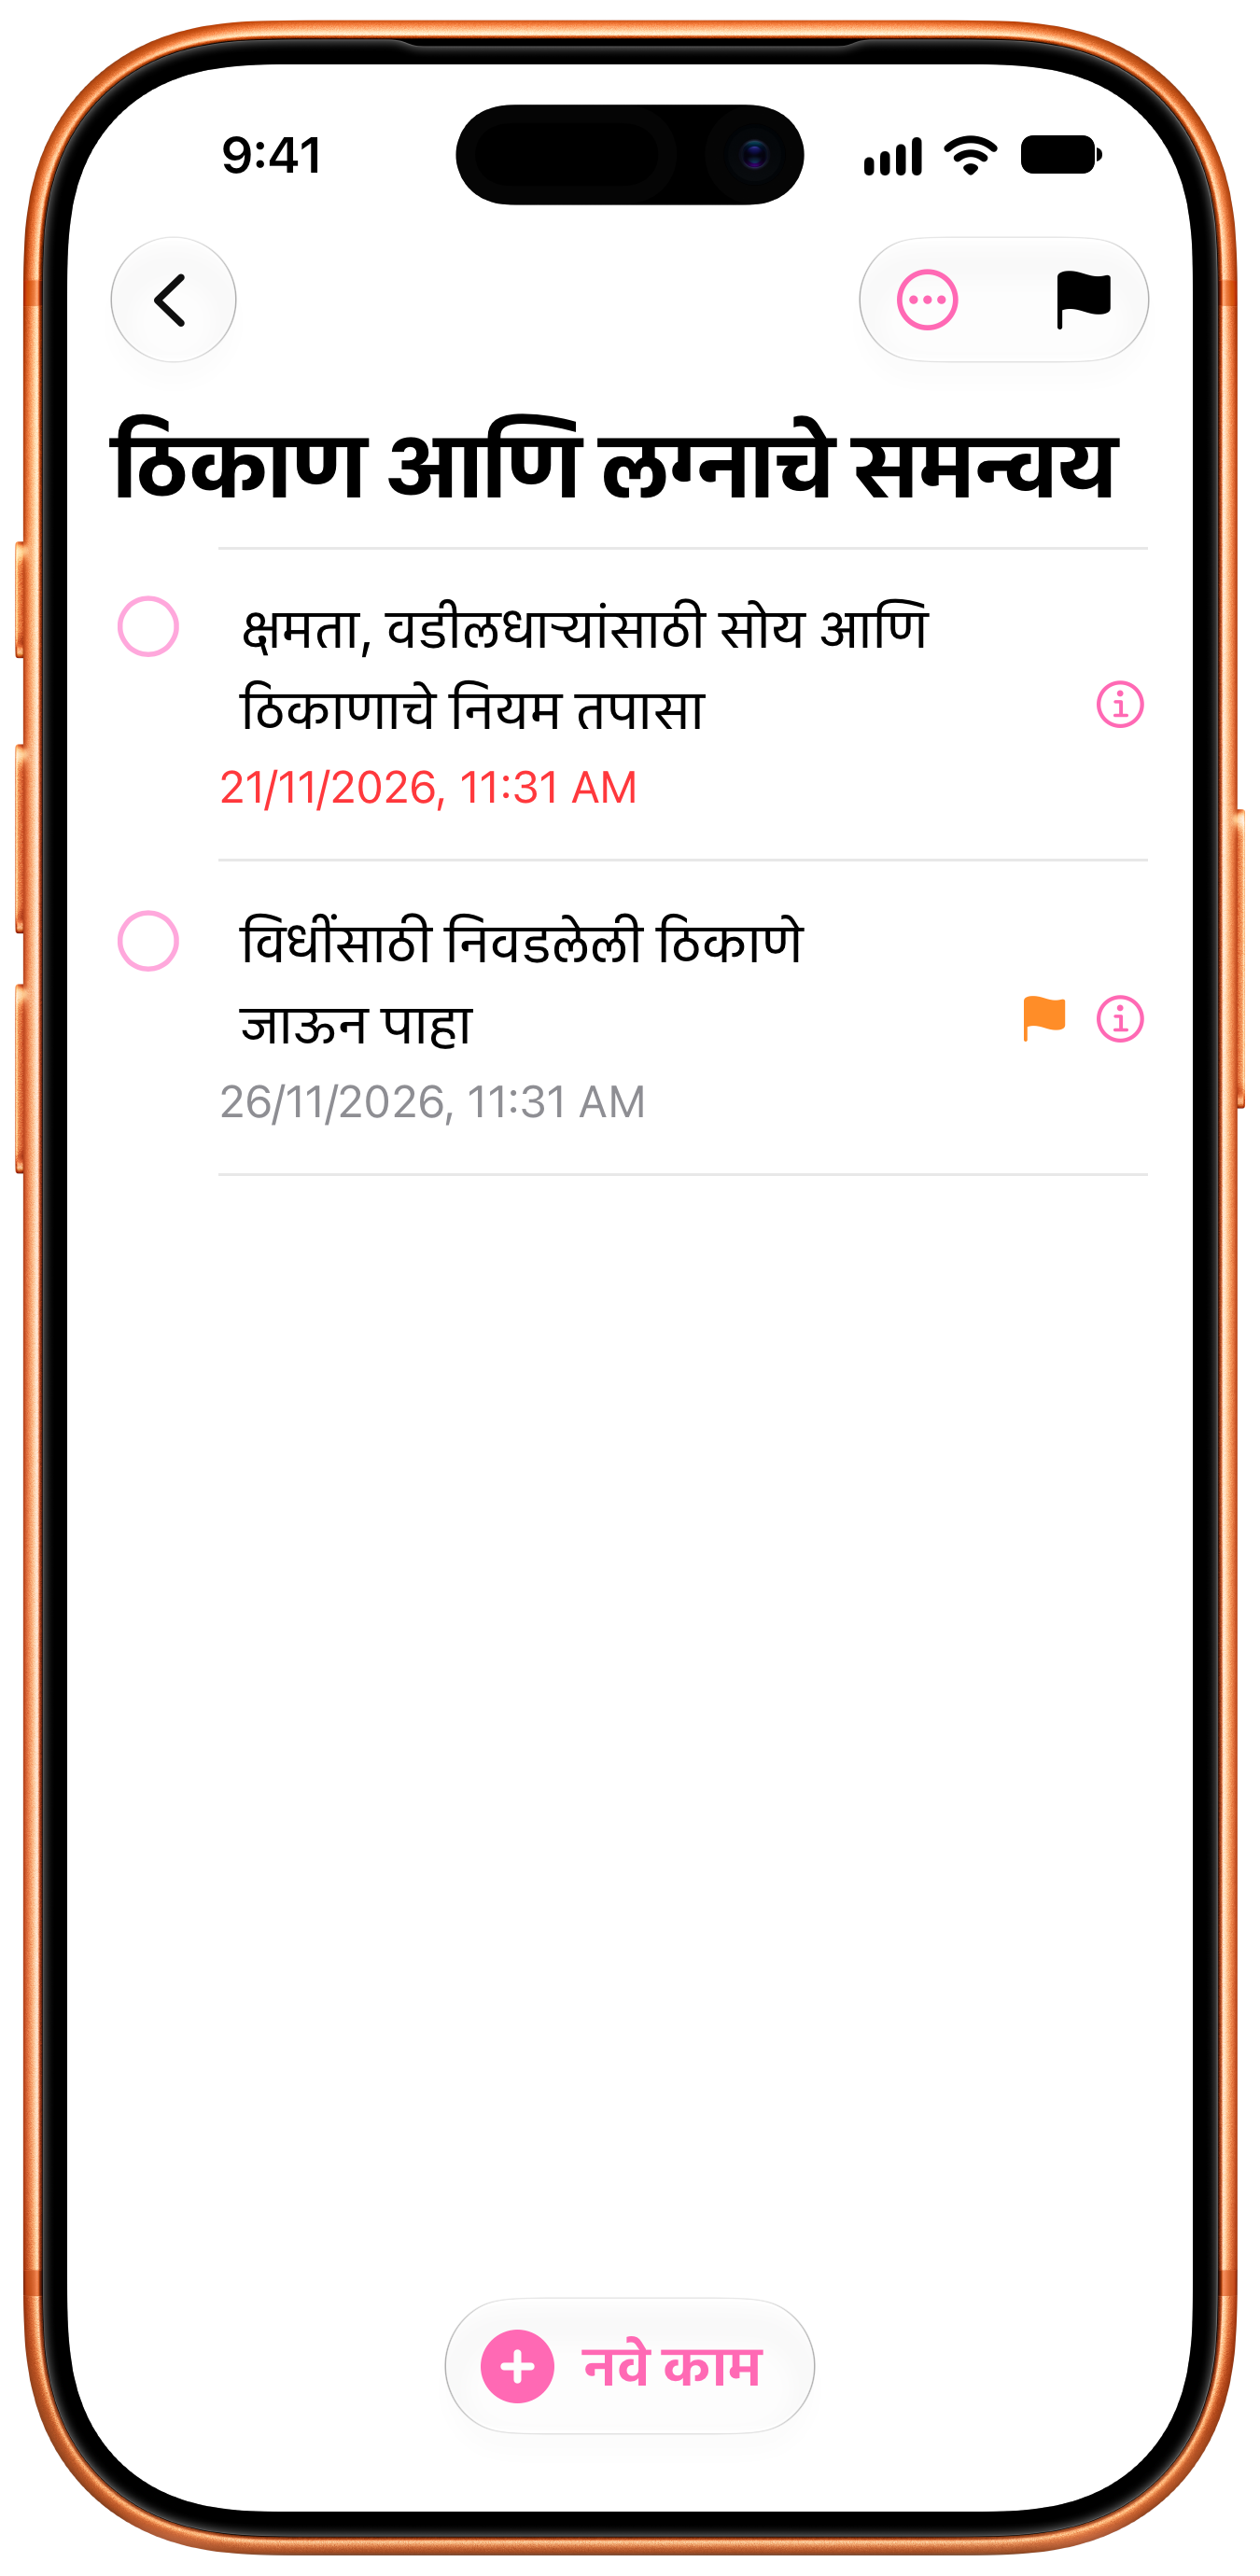 9:41
ठिकाण आणि लग्नाचे समन्वय
क्षमता, वडीलधाऱ्यांसाठी सोय आणि
ठिकाणाचे नियम तपासा
21/11/2026, 11:31 AM
विधींसाठी निवडलेली ठिकाणे
जाऊन पाहा
26/11/2026, 11:31 AM
नवे काम